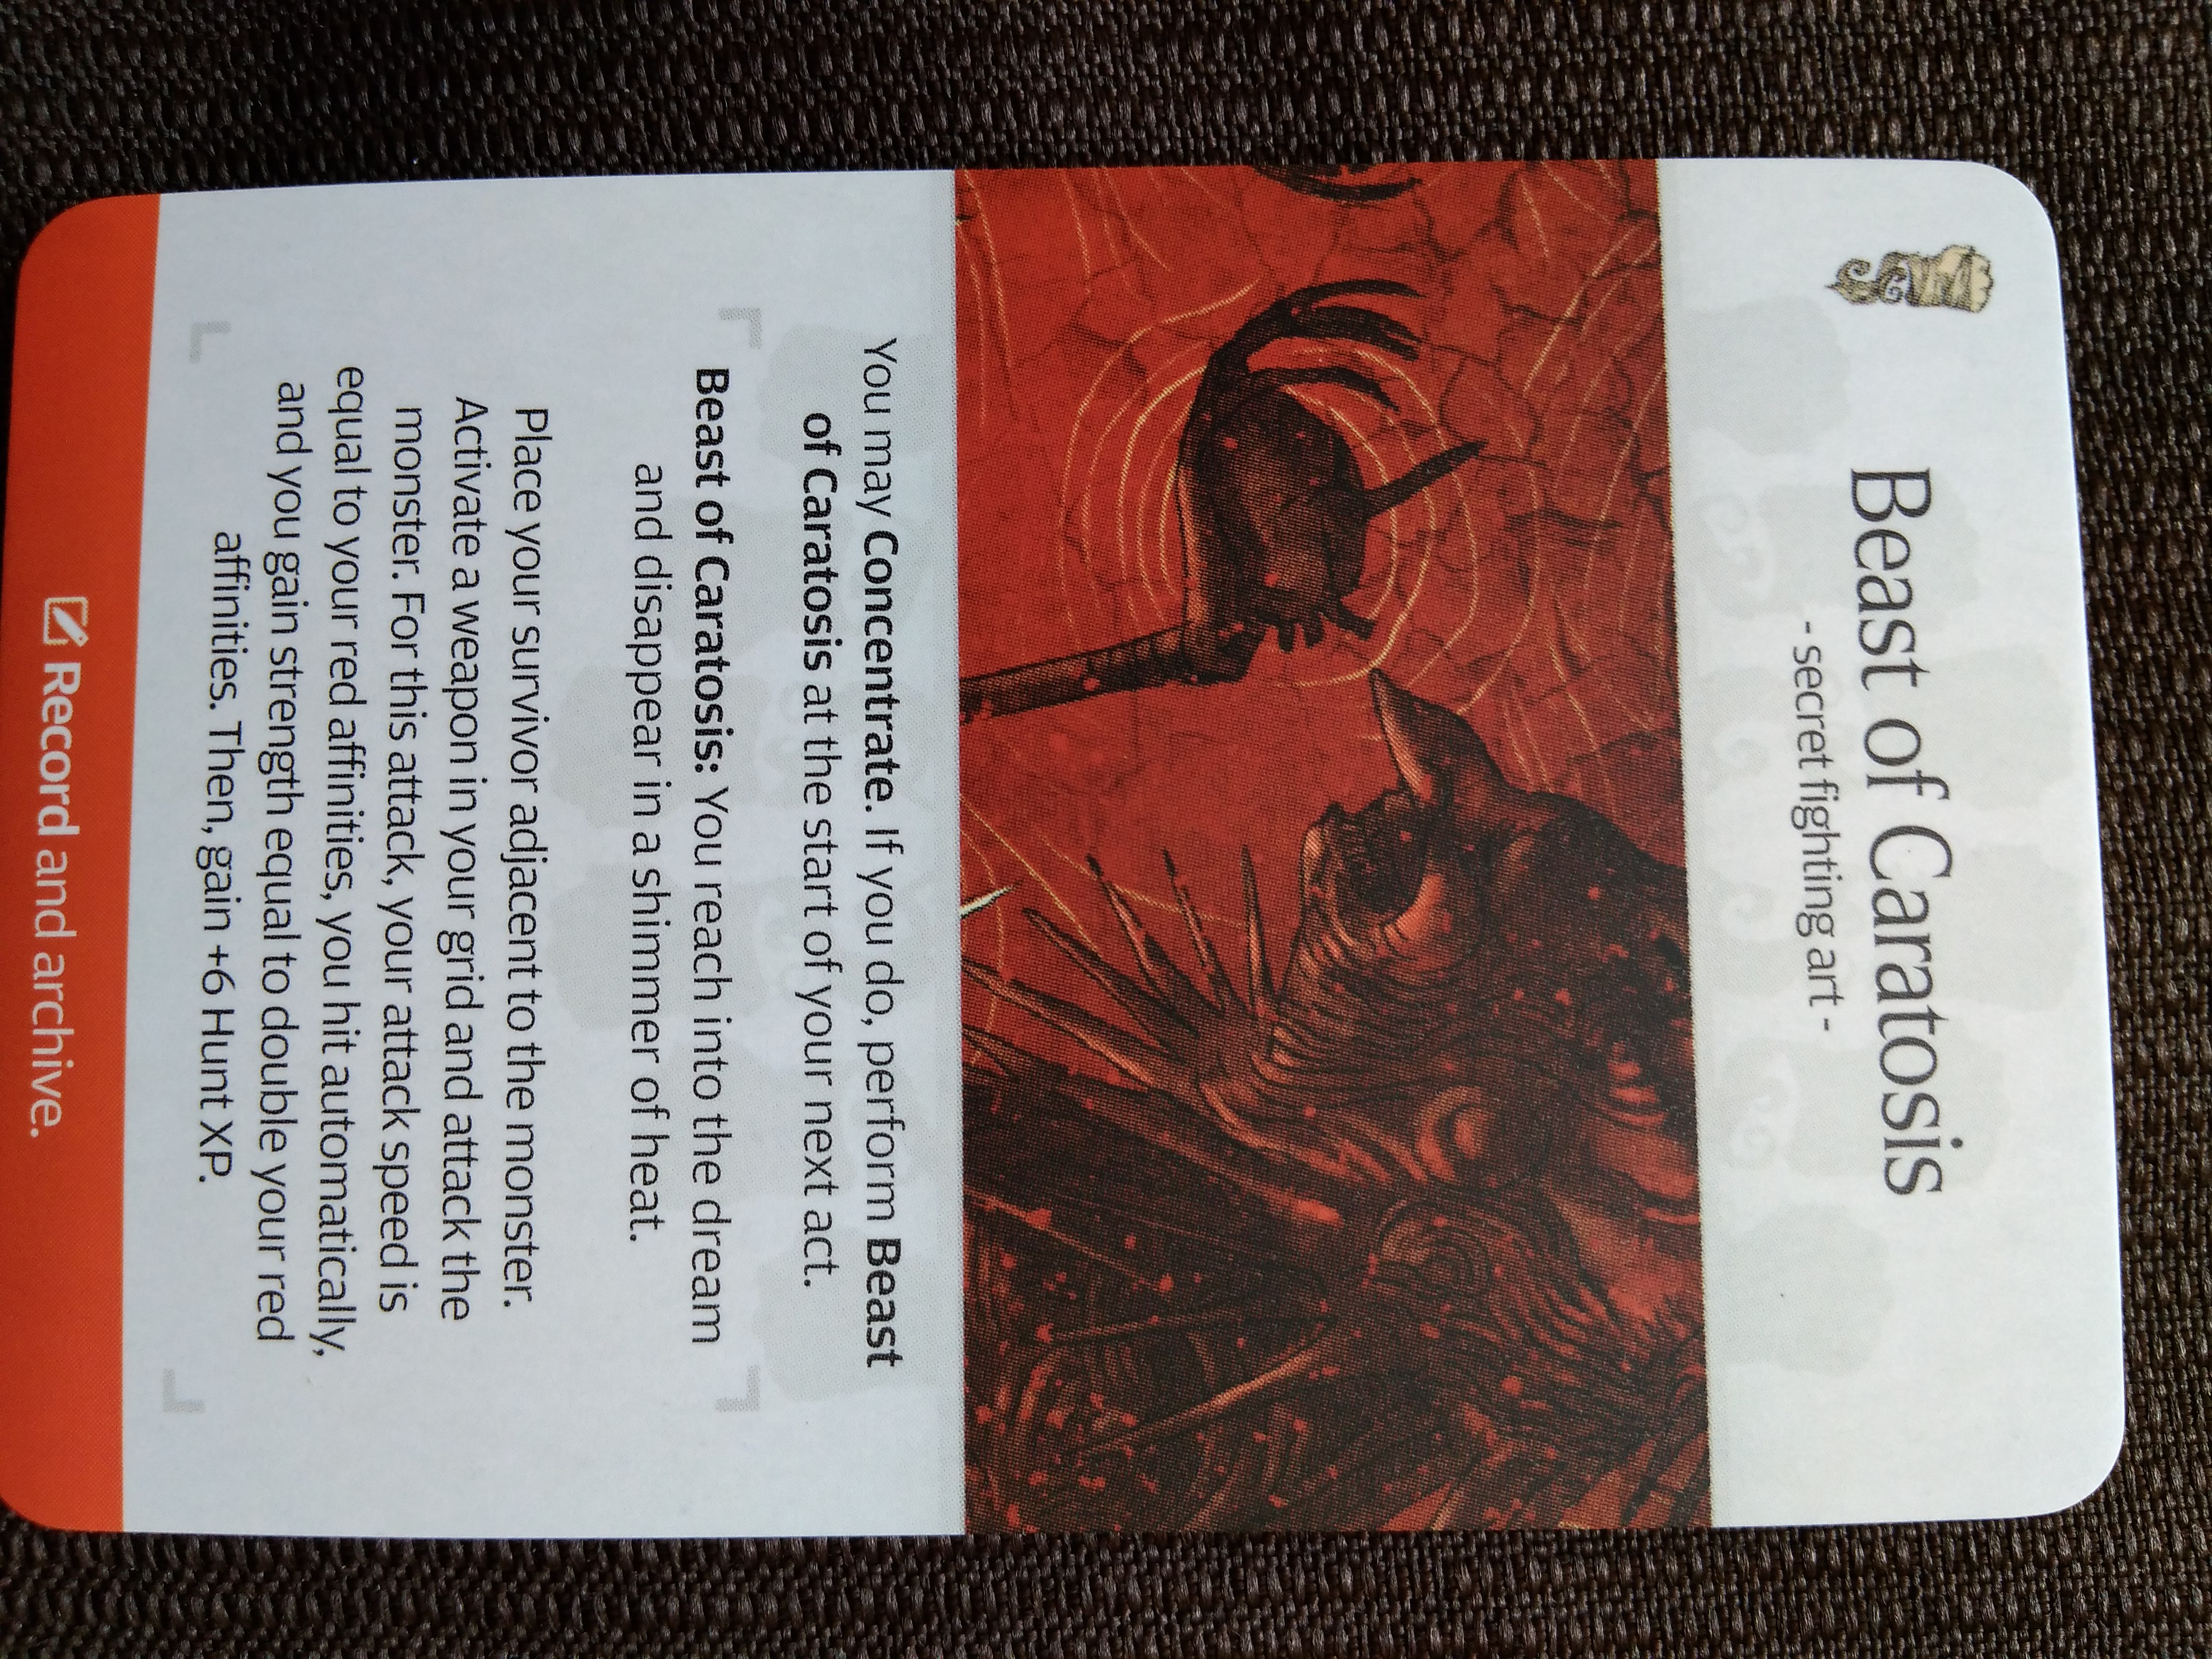 Beast of Caratosis
- secret fighting art -
You may Concentrate. If you do, perform Beast
of Caratosis at the start of your next act.
Beast of Caratosis: You reach into the dream
and disappear in a shimmer of heat.
Place your survivor adjacent to the monster.
Activate a weapon in your grid and attack the
monster. For this attack, your attack speed is
equal to your red affinities, you hit automatically,
and you gain strength equal to double your red
affinities. Then, gain +6 Hunt XP.
Record and archive.